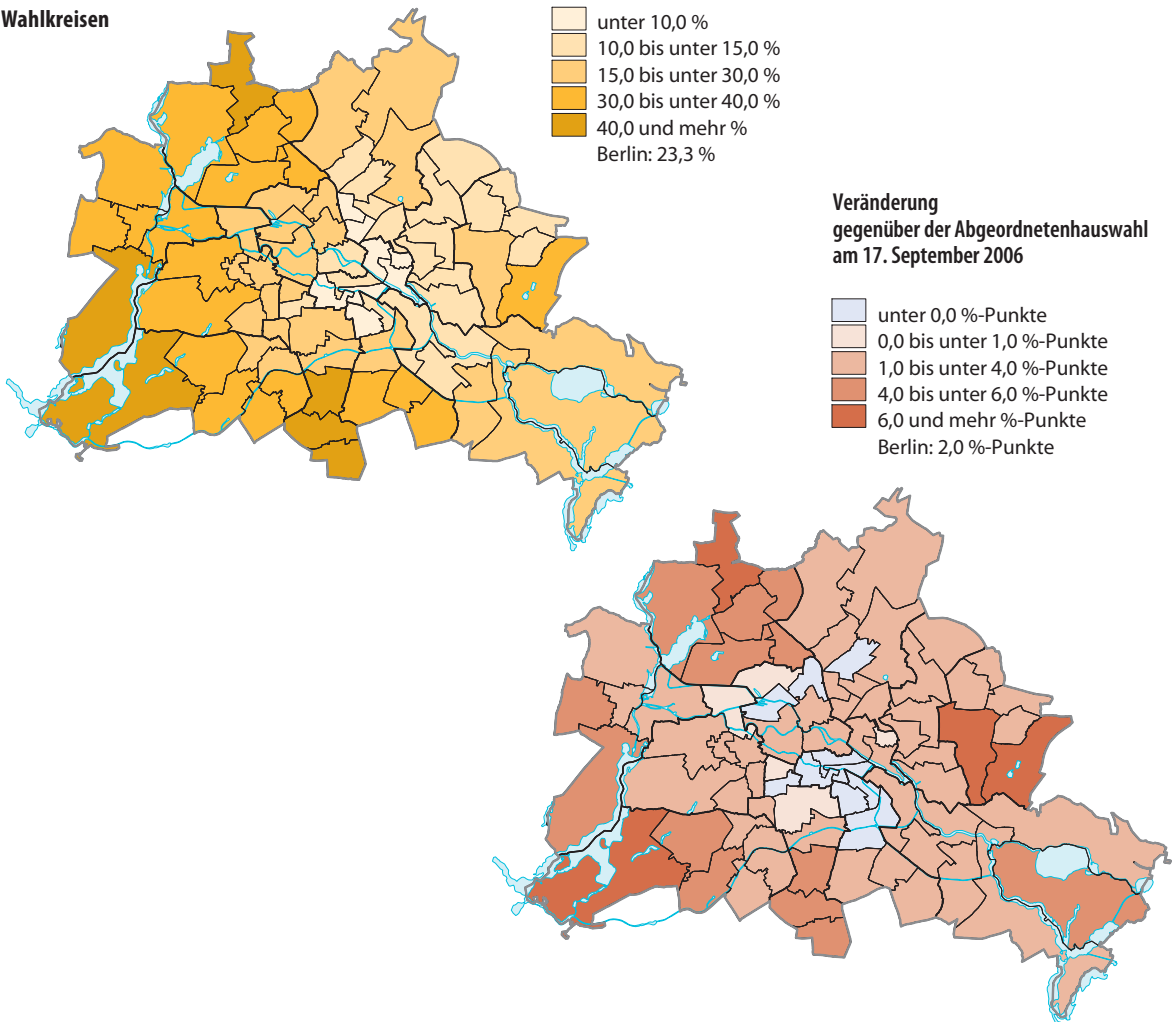 Wahlkreisen
unter 10,0 %
10,0 bis unter 15,0 %
15,0 bis unter 30,0 %
30,0 bis unter 40,0 %
40,0 und mehr %
Berlin: 23,3 %
Veränderung
gegenüber der Abgeordnetenhauswahl
am 17. September 2006
unter 0,0 %-Punkte
0,0 bis unter 1,0 %-Punkte
1,0 bis unter 4,0 %-Punkte
4,0 bis unter 6,0 %-Punkte
6,0 und mehr %-Punkte
Berlin: 2,0 %-Punkte